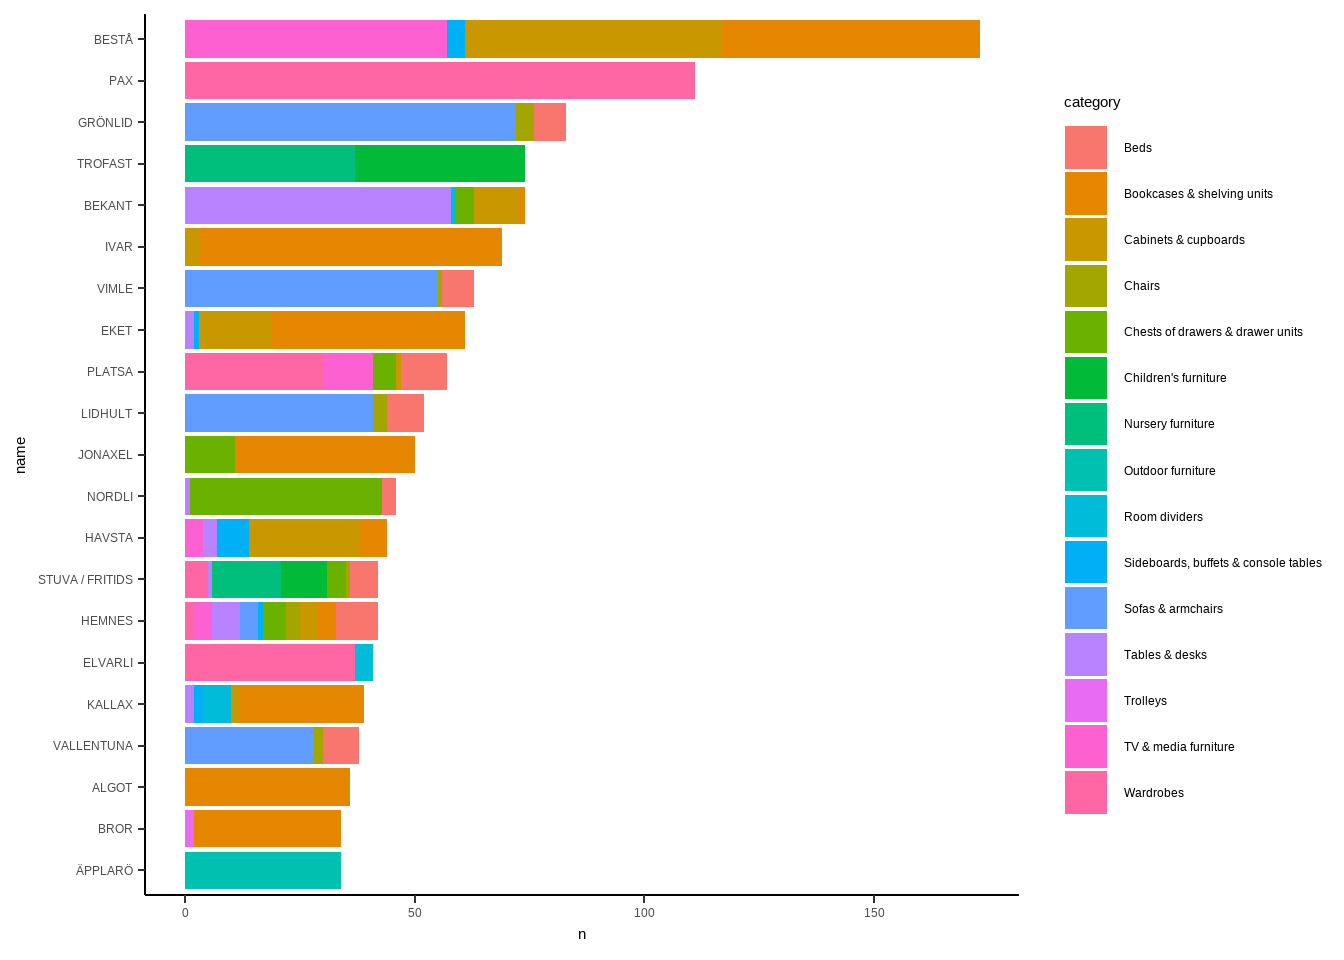 BESTÅ
PAX
GRÖNLID
TROFAST
BEKANT
IVAR
VIMLE
EKET
PLATSA
LIDHULT
JONAXEL
NORDLI
HAVSTA
STUVA / FRITIDS
HEMNES
ELVARLI
KALLAX
VALLENTUNA
ALGOT
BROR
ÄPPLARÖ
name
0 50 100 150
n
category
Beds
Bookcases & shelving units
Cabinets & cupboards
Chairs
Chests of drawers & drawer units
Children's furniture
Nursery furniture
Outdoor furniture
Room dividers
Sideboards, buffets & console tables
Sofas & armchairs
Tables & desks
Trolleys
TV & media furniture
Wardrobes